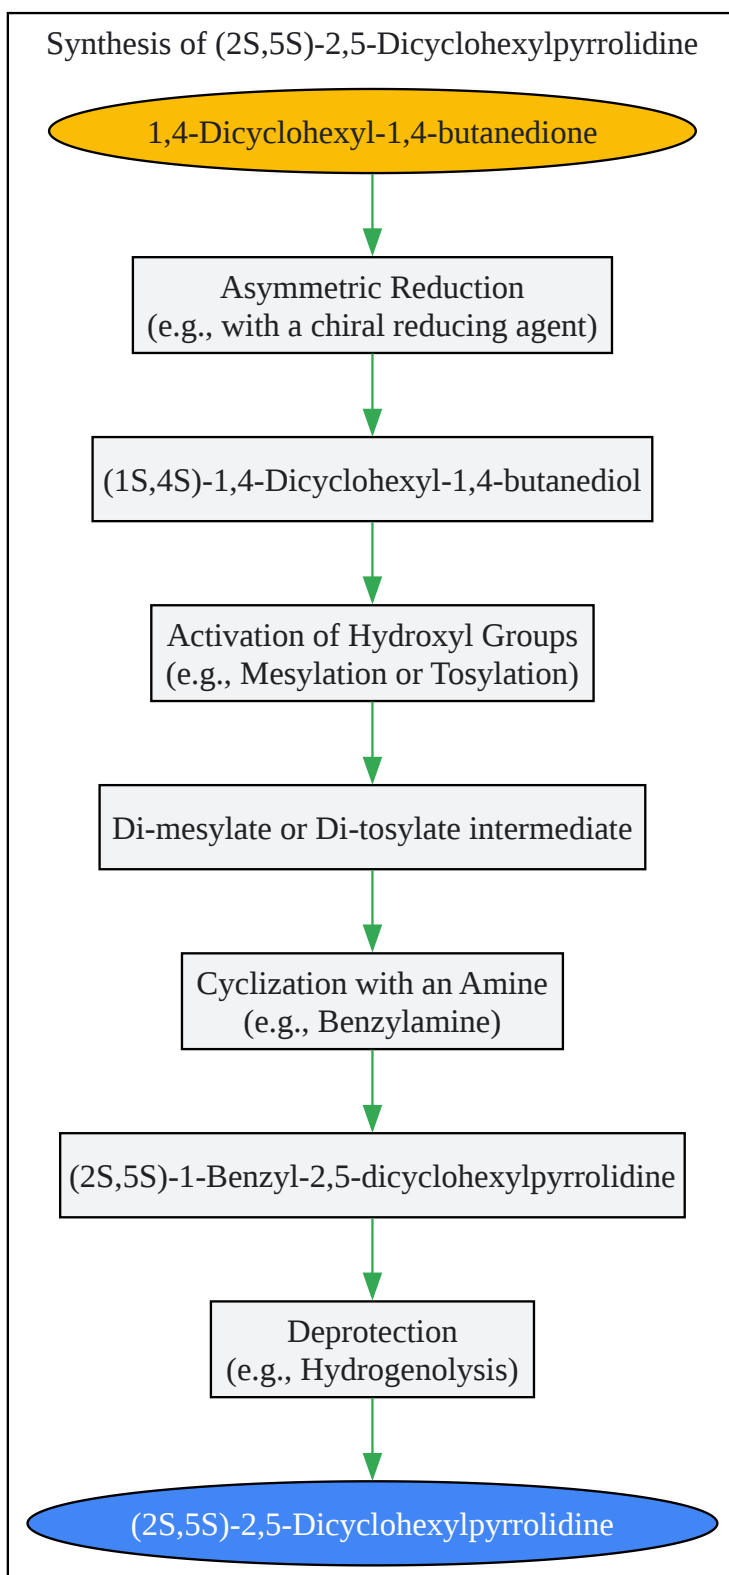 Synthesis of (2S,5S)-2,5-Dicyclohexylpyrrolidine
1,4-Dicyclohexyl-1,4-butanedione
Asymmetric Reduction
(e.g., with a chiral reducing agent)
(1S,4S)-1,4-Dicyclohexyl-1,4-butanediol
Activation of Hydroxyl Groups
(e.g., Mesylation or Tosylation)
Di-mesylate or Di-tosylate intermediate
Cyclization with an Amine
(e.g., Benzylamine)
(2S,5S)-1-Benzyl-2,5-dicyclohexylpyrrolidine
Deprotection
(e.g., Hydrogenolysis)
(2S,5S)-2,5-Dicyclohexylpyrrolidine